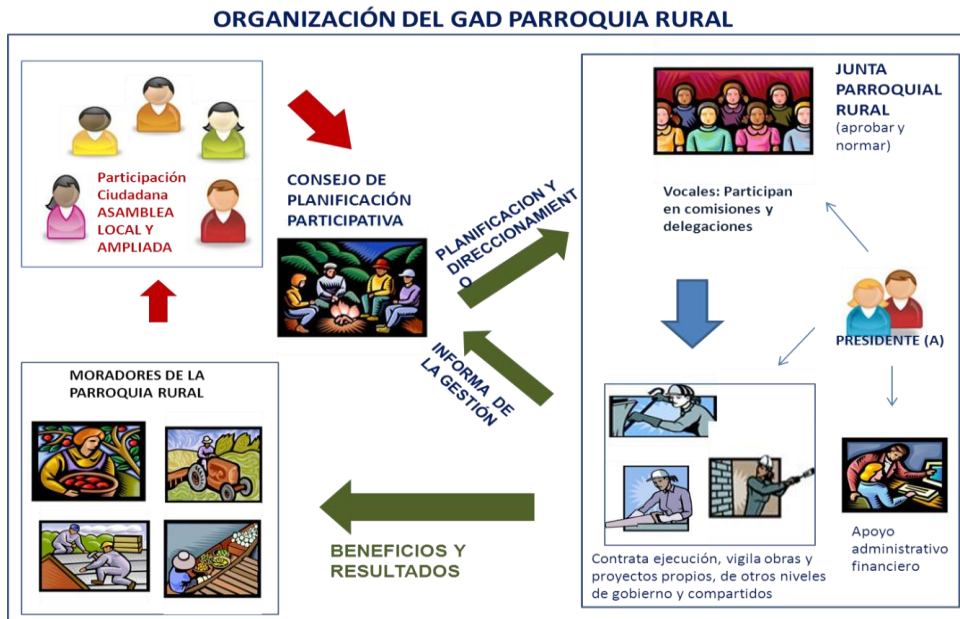 ORGANIZACIÓN DEL GAD PARROQUIA RURAL
Participación
Ciudadana
ASAMBLEA
LOCAL Y
AMPLIADA
CONSEJO DE
PLANIFICACIÓN
PARTICIPATIVA
PLANIFICACION Y
DIRECCIONAMIENT
O
INFORMA DE
LA GESTIÓN
JUNTA
PARROQUIAL
RURAL
(aprobar y
normar)
Vocales: Participan
en comisiones y
delegaciones
PRESIDENTE (A)
MORADORES DE LA
PARROQUIA RURAL
BENEFICIOS Y
RESULTADOS
Contrata ejecución, vigila obras y
proyectos propios, de otros niveles
de gobierno y compartidos
Apoyo
administrativo
financiero